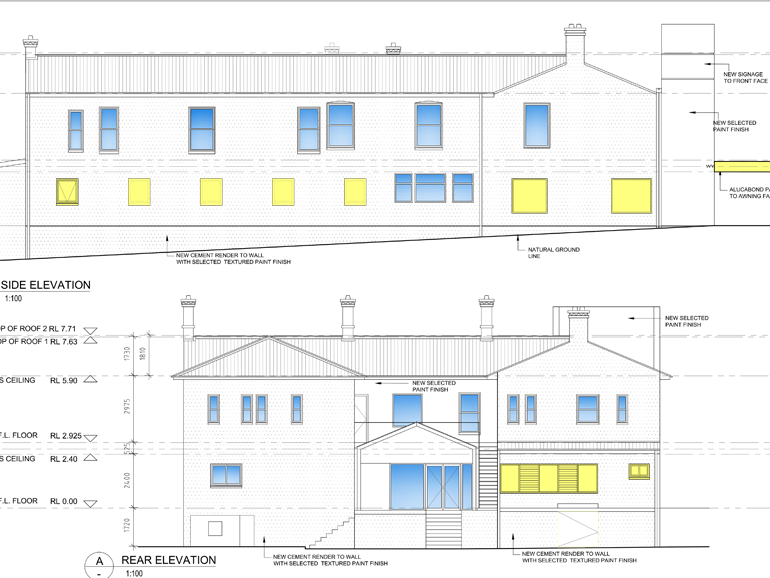 NEW SIGNAGE
TO FRONT FACE
NEW SELECTED
PAINT FINISH
ALUCABOND PA
TO AWNING FA
NEW CEMENT RENDER TO WALL
WITH SELECTED TEXTURED PAINT FINISH
NATURAL GROUND
LINE
SIDE ELEVATION
1:100
NEW SELECTED
PAINT FINISH
OP OF ROOF 2 RL 7.71
OP OF ROOF 1 RL 7.63
1730
1810
S CEILING RL 5.90
NEW SELECTED
PAINT FINISH
2975
F.L. FLOOR RL 2.925
525
S CEILING RL 2.40
2400
F.L. FLOOR RL 0.00
1720
A
-
REAR ELEVATION
1:100
NEW CEMENT RENDER TO WALL
WITH SELECTED TEXTURED PAINT FINISH
NEW CEMENT RENDER TO WALL
WITH SELECTED TEXTURED PAINT FINISH